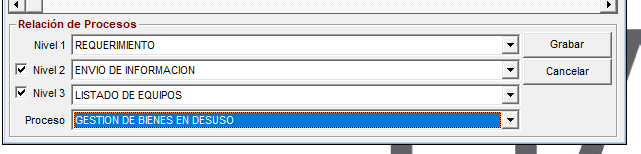 Relación de Procesos
Nivel 1 REQUERIMIENTO Grabar
Nivel 2 ENVIO DE INFORMACION Cancelar
Nivel 3 LISTADO DE EQUIPOS
Proceso GESTION DE BIENES EN DESUSO